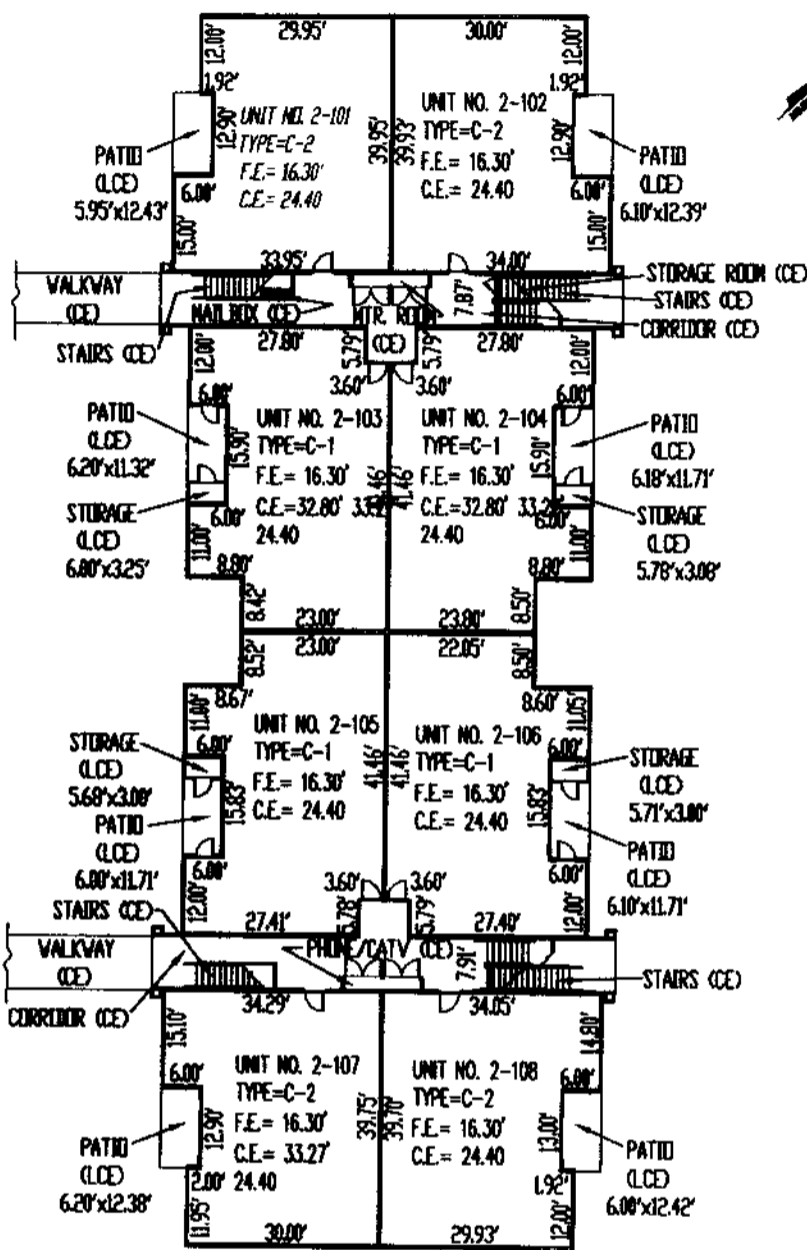 29.95' 30.00'
12.00' 12.00'
1.92' 1.92'
UNIT NO. 2-101
TYPE=C-2
F.E.= 16.30'
C.E.= 24.40
UNIT NO. 2-102
TYPE=C-2
F.E.= 16.30'
C.E.= 24.40
12.90' 39.95' 39.93' 12.90'
PATIO
(LCE)
5.95'x12.43'
PATIO
(LCE)
6.10'x12.39'
6.00' 6.00'
15.00' 15.00'
33.95' 34.00'
WALKWAY
(CE)
STORAGE ROOM (CE)
STAIRS (CE)
CORRIDOR (CE)
MAILBOX (CE)
MTR. ROOM
(CE)
7.87'
STAIRS (CE)
27.80' 27.80'
12.00' 5.79' 5.79' 12.00'
3.60' 3.60'
6.00' 6.00'
PATIO
(LCE)
6.20'x11.32'
UNIT NO. 2-103
TYPE=C-1
F.E.= 16.30'
C.E.=32.80'
24.40
UNIT NO. 2-104
TYPE=C-1
F.E.= 16.30'
C.E.=32.80'
24.40
PATIO
(LCE)
6.18'x11.71'
15.90' 41.46' 15.90'
STORAGE
(LCE)
6.80'x3.25'
STORAGE
(LCE)
5.78'x3.08'
6.00' 6.00'
11.00' 11.00'
8.80' 8.80'
8.42' 8.50'
23.00' 23.80'
23.00' 22.05'
8.52' 8.50'
8.67' 8.60'
11.00' 11.05'
UNIT NO. 2-105
TYPE=C-1
F.E.= 16.30'
C.E.= 24.40
UNIT NO. 2-106
TYPE=C-1
F.E.= 16.30'
C.E.= 24.40
6.00' 6.00'
STORAGE
(LCE)
5.68'x3.08'
STORAGE
(LCE)
5.71'x3.80'
15.83' 41.46' 41.46' 15.83'
PATIO
(LCE)
6.80'x11.71'
PATIO
(LCE)
6.10'x11.71'
6.00' 6.00'
3.60' 3.60'
12.00' 5.78' 5.79' 12.00'
STAIRS (CE)
27.41' 27.40'
WALKWAY
(CE)
PHONE/CATV (CE)
7.91'
STAIRS (CE)
CORRIDOR (CE)
34.29' 34.05'
15.10' 14.80'
6.00' 6.00'
UNIT NO. 2-107
TYPE=C-2
F.E.= 16.30'
C.E.= 33.27'
24.40
UNIT NO. 2-108
TYPE=C-2
F.E.= 16.30'
C.E.= 24.40
12.90' 39.75' 39.70' 13.00'
PATIO
(LCE)
6.20'x12.38'
PATIO
(LCE)
6.00'x12.42'
2.00' 1.92'
11.95' 12.00'
30.00' 29.93'